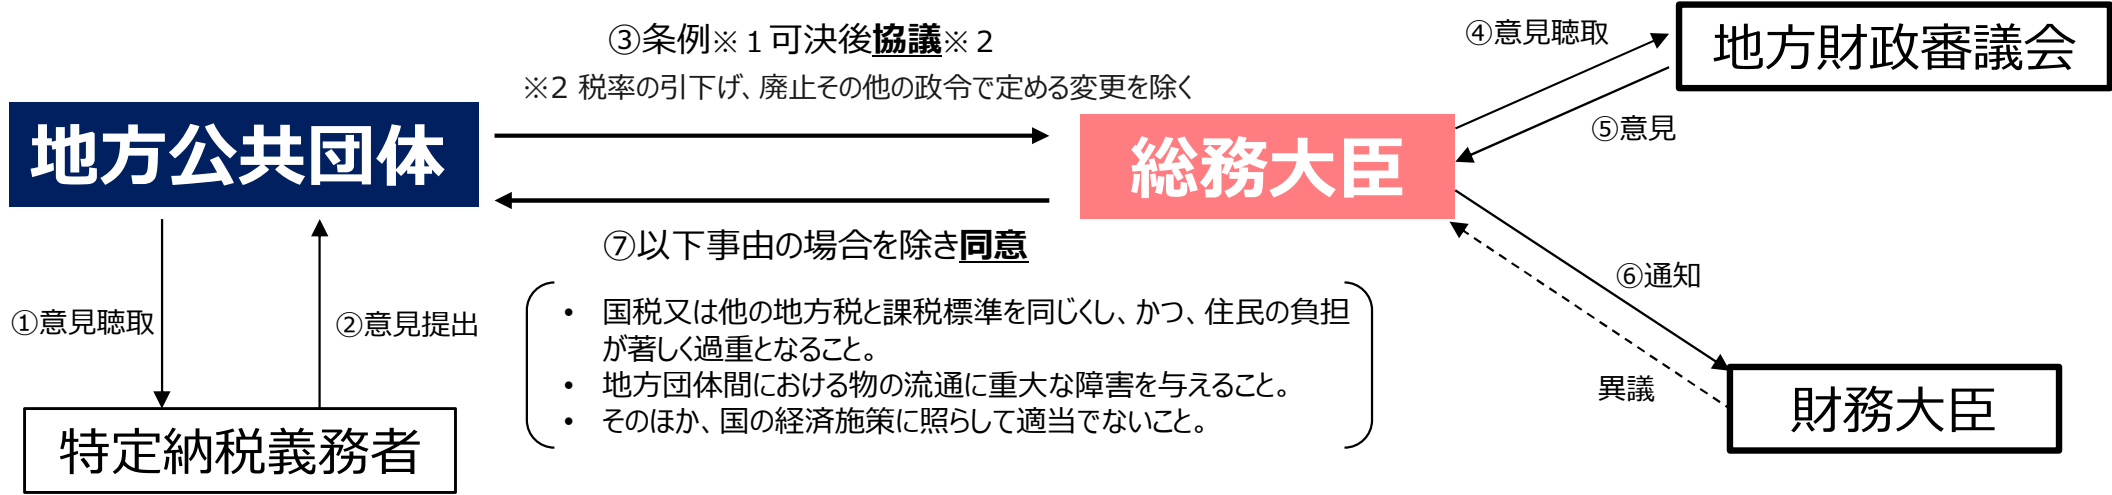 ③条例※１可決後協議※２
※2 税率の引下げ、廃止その他の政令で定める変更を除く
④意見聴取
地方財政審議会
⑤意見
地方公共団体
総務大臣
⑦以下事由の場合を除き同意
⑥通知
①意見聴取
②意見提出
• 国税又は他の地方税と課税標準を同じくし、かつ、住民の負担
が著しく過重となること。
• 地方団体間における物の流通に重大な障害を与えること。
• そのほか、国の経済施策に照らして適当でないこと。
異議
財務大臣
特定納税義務者